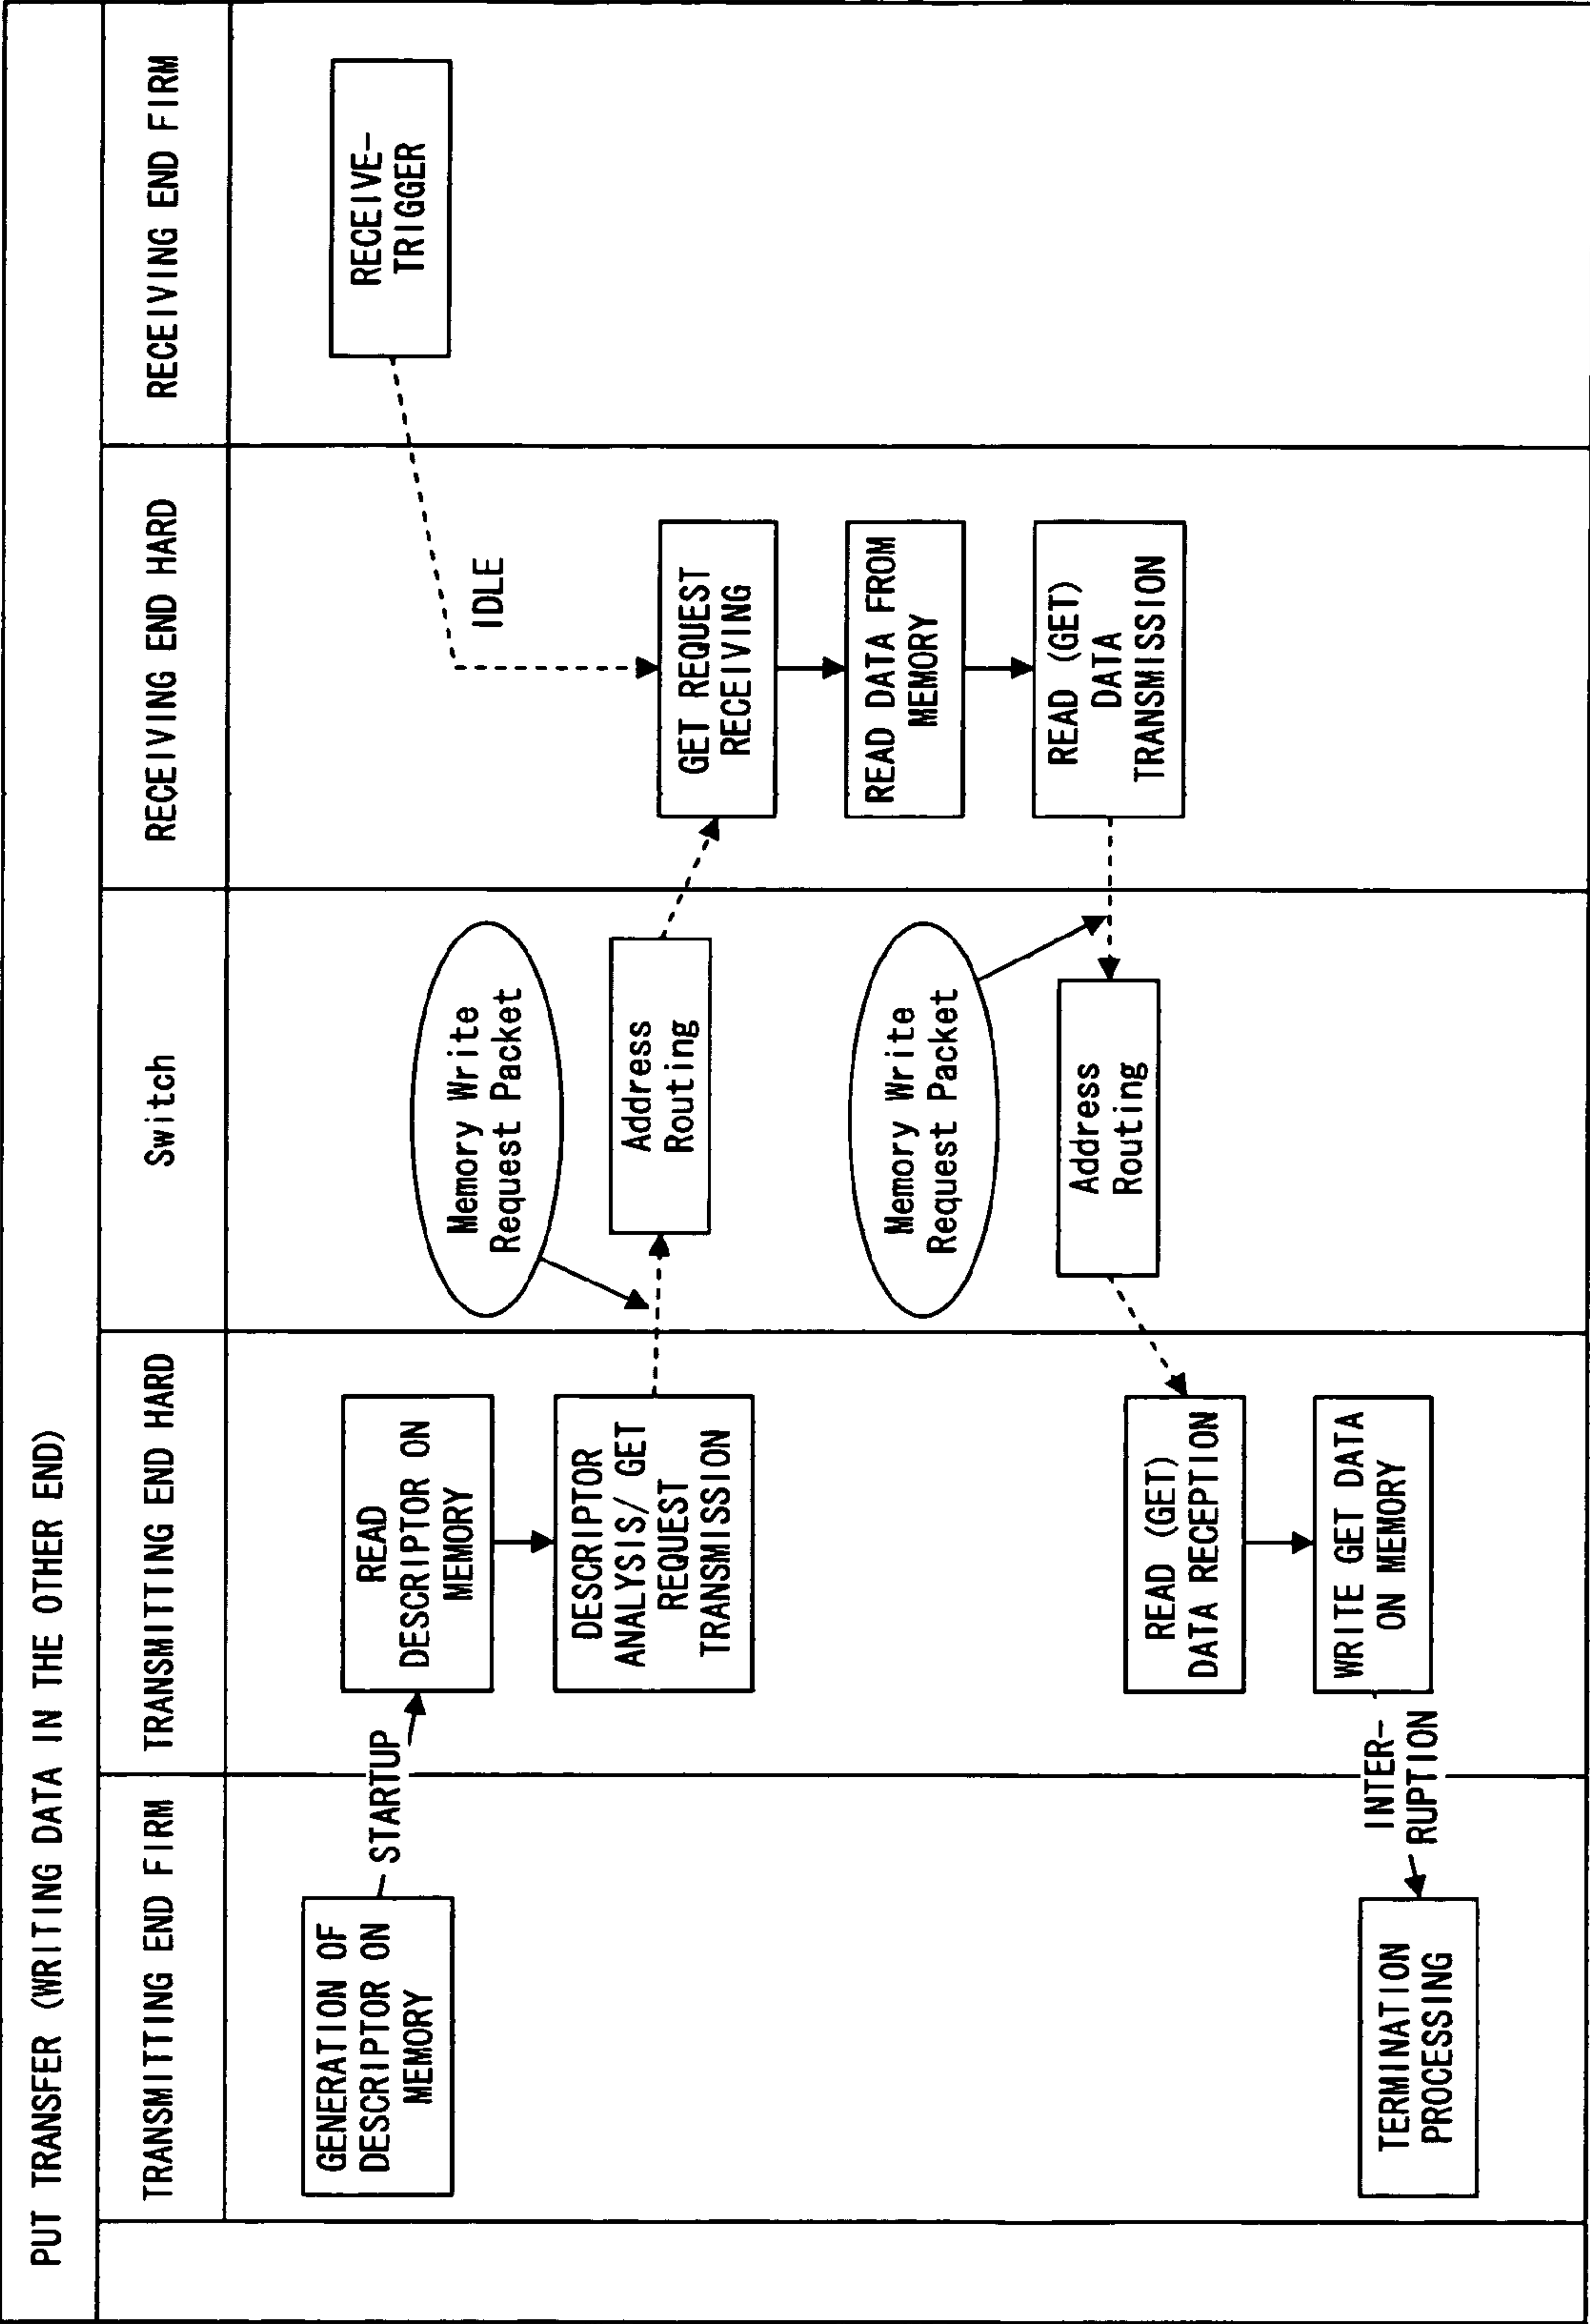 PUT TRANSFER (WRITING DATA IN THE OTHER END)
TRANSMITTING END FIRM
TRANSMITTING END HARD
Switch
RECEIVING END HARD
RECEIVING END FIRM
GENERATION OF
DESCRIPTOR ON
MEMORY
STARTUP
READ
DESCRIPTOR ON
MEMORY
DESCRIPTOR
ANALYSIS/ GET
REQUEST
TRANSMISSION
Memory Write
Request Packet
Address
Routing
RECEIVE-
TRIGGER
IDLE
GET REQUEST
RECEIVING
READ DATA FROM
MEMORY
READ (GET)
DATA
TRANSMISSION
Memory Write
Request Packet
Address
Routing
READ (GET)
DATA RECEPTION
WRITE GET DATA
ON MEMORY
INTER-
RUPTION
TERMINATION
PROCESSING